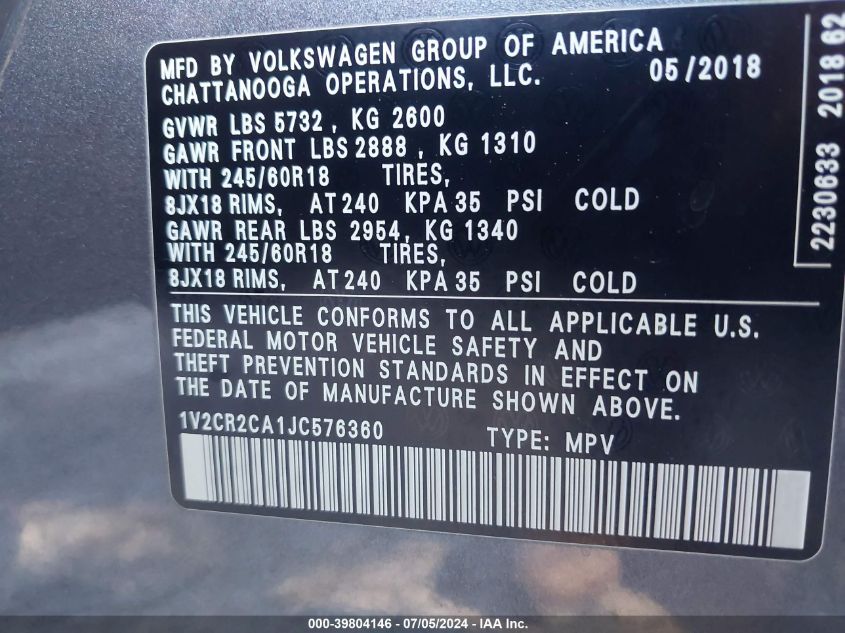 MFD BY VOLKSWAGEN GROUP OF AMERICA
CHATTANOOGA OPERATIONS, LLC. 05/2018
GVWR LBS 5732 , KG 2600
GAWR FRONT LBS 2888 , KG 1310
WITH 245/60R18 TIRES,
8JX18 RIMS, AT 240 KPA 35 PSI COLD
GAWR REAR LBS 2954, KG 1340
WITH 245/60R18 TIRES,
8JX18 RIMS, AT 240 KPA 35 PSI COLD
THIS VEHICLE CONFORMS TO ALL APPLICABLE U.S.
FEDERAL MOTOR VEHICLE SAFETY AND
THEFT PREVENTION STANDARDS IN EFFECT ON
THE DATE OF MANUFACTURE SHOWN ABOVE.
1V2CR2CA1JC576360 TYPE: MPV
2230633 2018 62
000-39804146 - 07/05/2024 - IAA Inc.